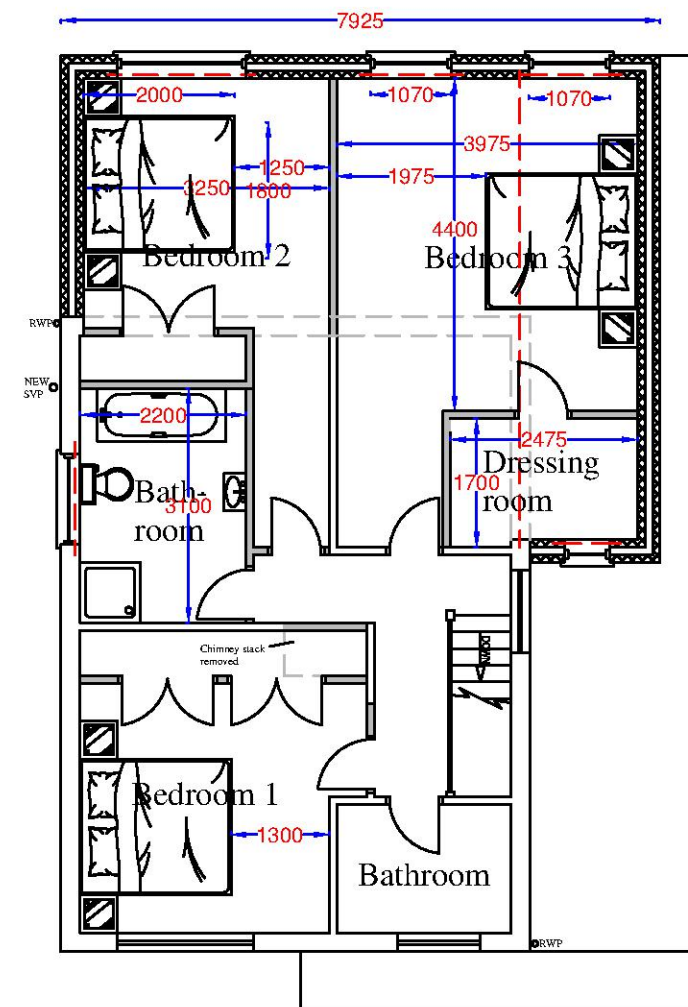 7925
2000
1070
1070
3975
1250
1975
3250
1800
4400
Bedroom 2
Bedroom 3
RWP
NEW
SVP
2200
2475
Dressing
room
1700
Bath-
room
3100
Chimney stack
removed
DOWN
Bedroom 1
1300
Bathroom
RWP